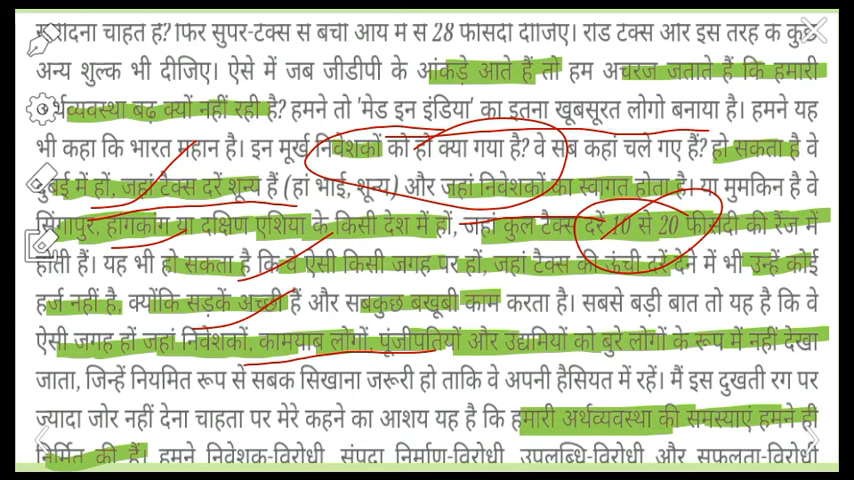 चाहते हैं? फिर सुपर-टैक्स से बची आय में से 28 फीसदी दीजिए। रोड टैक्स और इस तरह के कुछ
अन्य शुल्क भी दीजिए। ऐसे में जब जीडीपी के आंकड़े आते हैं तो हम अचरज जताते हैं कि हमारी
अर्थव्यवस्था बढ़ क्यों नहीं रही है? हमने तो 'मेड इन इंडिया' का इतना खूबसूरत लोगो बनाया है। हमने यह
भी कहा कि भारत महान है। इन मूर्ख निवेशकों को हो क्या गया है? वे सब कहां चले गए हैं? हो सकता है वे
दुबई में हों, जहां टैक्स दरें शून्य हैं (हां भाई, शून्य) और जहां निवेशकों का स्वागत होता है। या मुमकिन है वे
सिंगापुर, हांगकांग या दक्षिण एशिया के किसी देश में हों, जहां कुल टैक्स दरें 10 से 20 फीसदी की रेंज में
होती हैं। यह भी हो सकता है कि वे ऐसी किसी जगह पर हों, जहां टैक्स की ऊंची दरें देने में भी उन्हें कोई
हर्ज नहीं है, क्योंकि सड़कें अच्छी हैं और सबकुछ बखूबी काम करता है। सबसे बड़ी बात तो यह है कि वे
ऐसी जगह हों जहां निवेशकों, कामयाब लोगों, पूंजीपतियों और उद्यमियों को बुरे लोगों के रूप में नहीं देखा
जाता, जिन्हें नियमित रूप से सबक सिखाना जरूरी हो ताकि वे अपनी हैसियत में रहें। मैं इस दुखती रग पर
ज्यादा जोर नहीं देना चाहता पर मेरे कहने का आशय यह है कि हमारी अर्थव्यवस्था की समस्याएं हमने ही
निर्मित की हैं। हमने निवेशक-विरोधी, संपदा निर्माण-विरोधी, उपलब्धि-विरोधी और सफलता-विरोधी